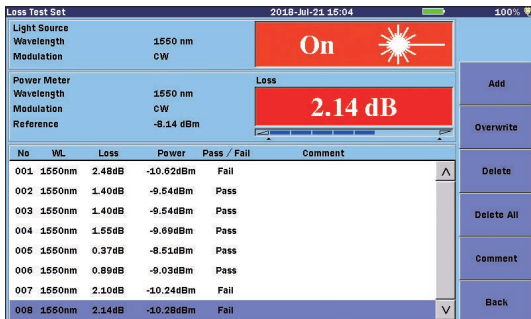 Loss Test Set 2018-Jul-21 15:04 100%
Light Source
Wavelength 1550 nm
Modulation CW
On
Power Meter
Wavelength 1550 nm
Modulation CW
Reference -8.14 dBm
Loss
2.14 dB
No WL Loss Power Pass / Fail Comment
001 1550nm 2.48dB -10.62dBm Fail
002 1550nm 1.40dB -9.54dBm Pass
003 1550nm 1.40dB -9.54dBm Pass
004 1550nm 1.55dB -9.69dBm Pass
005 1550nm 0.37dB -8.51dBm Pass
006 1550nm 0.89dB -9.03dBm Pass
007 1550nm 2.10dB -10.24dBm Fail
008 1550nm 2.14dB -10.28dBm Fail
Add
Overwrite
Delete
Delete All
Comment
Back